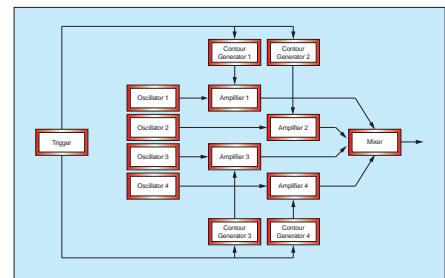 Contour
Generator 1
Contour
Generator 2
Oscillator 1
Amplifier 1
Oscillator 2
Amplifier 2
Trigger
Mixer
Oscillator 3
Amplifier 3
Oscillator 4
Amplifier 4
Contour
Generator 3
Contour
Generator 4